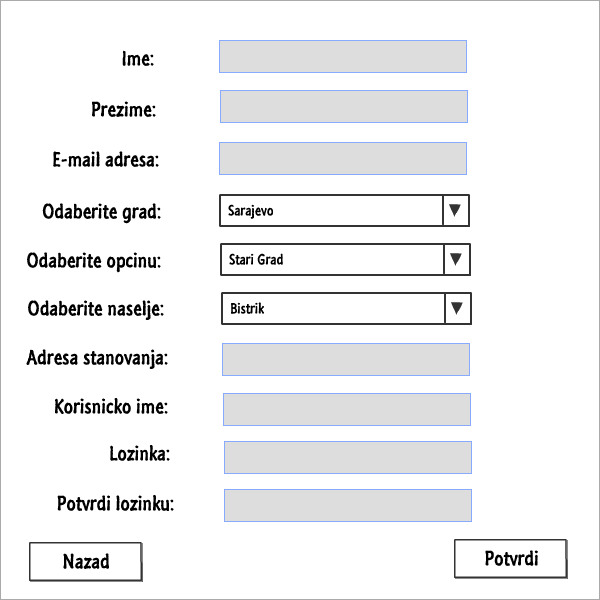 Ime:
Prezime:
E-mail adresa:
Odaberite grad: Sarajevo
Odaberite opcinu: Stari Grad
Odaberite naselje: Bistrik
Adresa stanovanja:
Korisnicko ime:
Lozinka:
Potvrdi lozinku:
Nazad Potvrdi